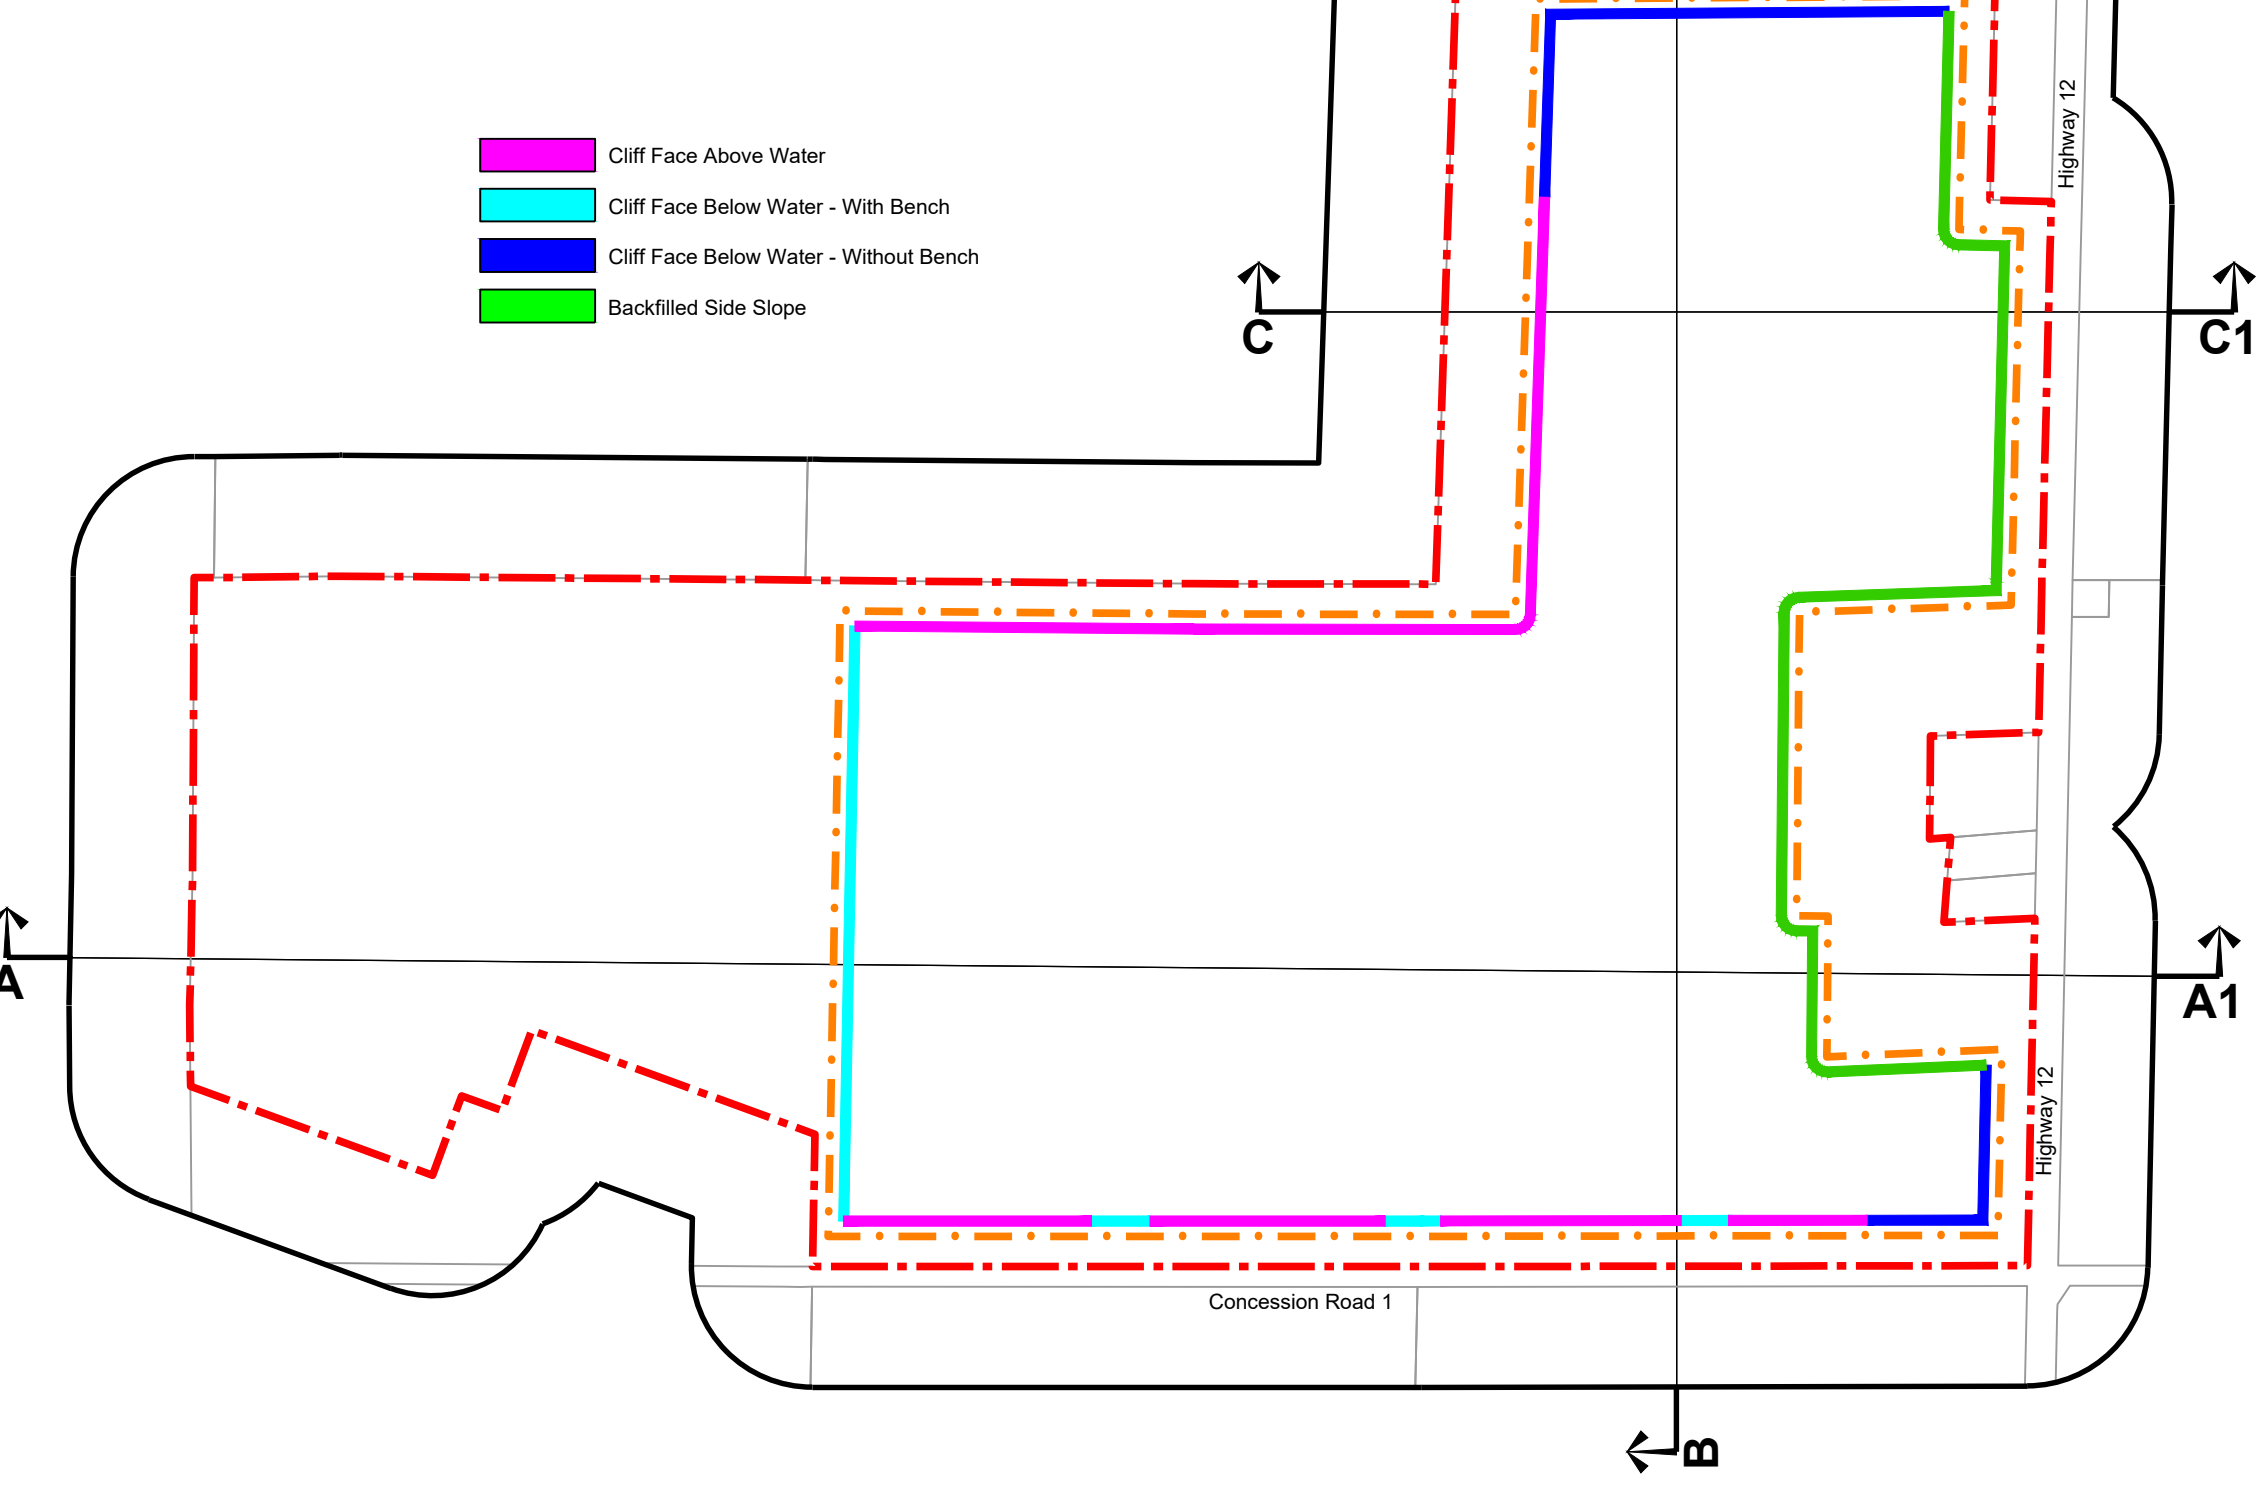 Highway 12
Cliff Face Above Water
Cliff Face Below Water - With Bench
Cliff Face Below Water - Without Bench
Backfilled Side Slope
C
C1
A
A1
Highway 12
Concession Road 1
B